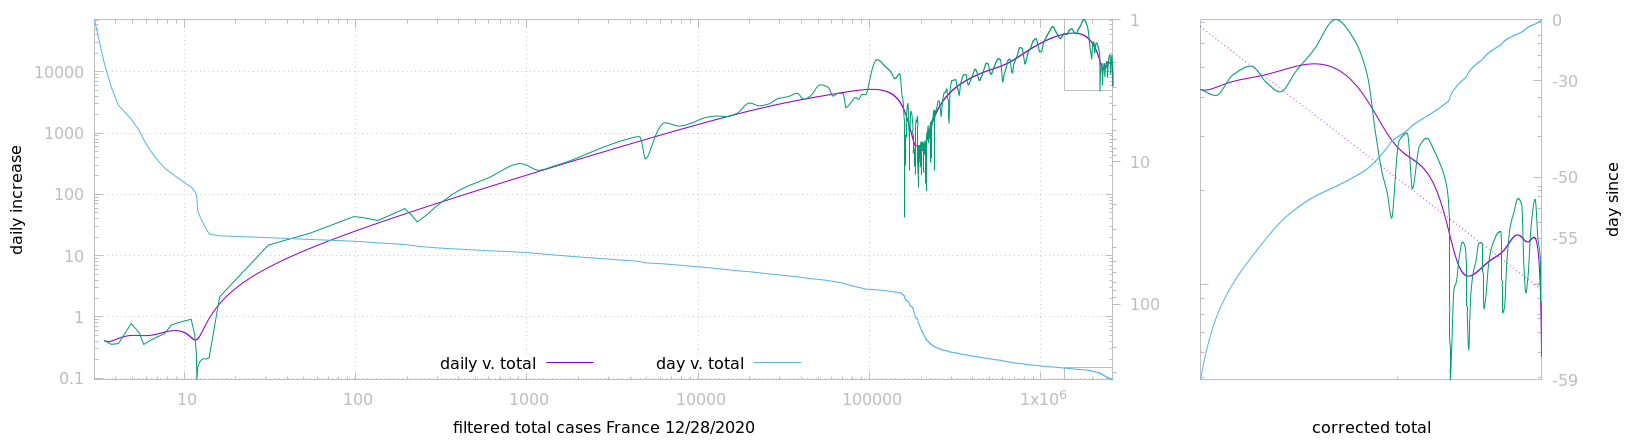 daily increase
10000
1000
100
10
1
0.1
10
100
1000
10000
100000
1x10^6
1
10
100
daily v. total
day v. total
filtered total cases France 12/28/2020
0
-30
-50
-55
-59
day since
corrected total